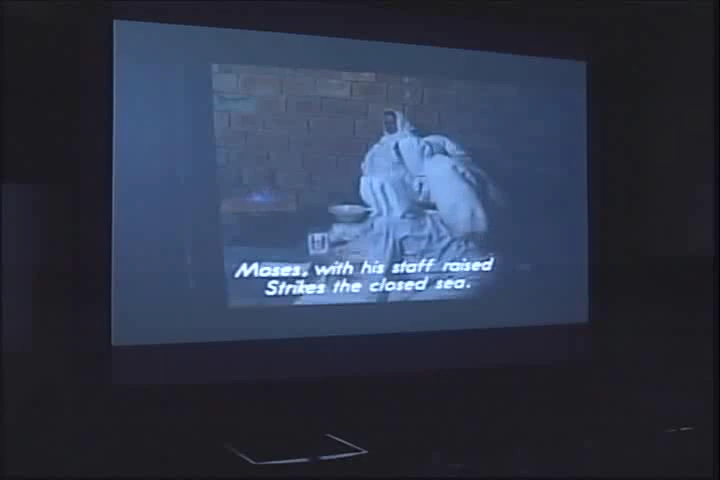 Moses, with his staff raised
Strikes the closed sea.